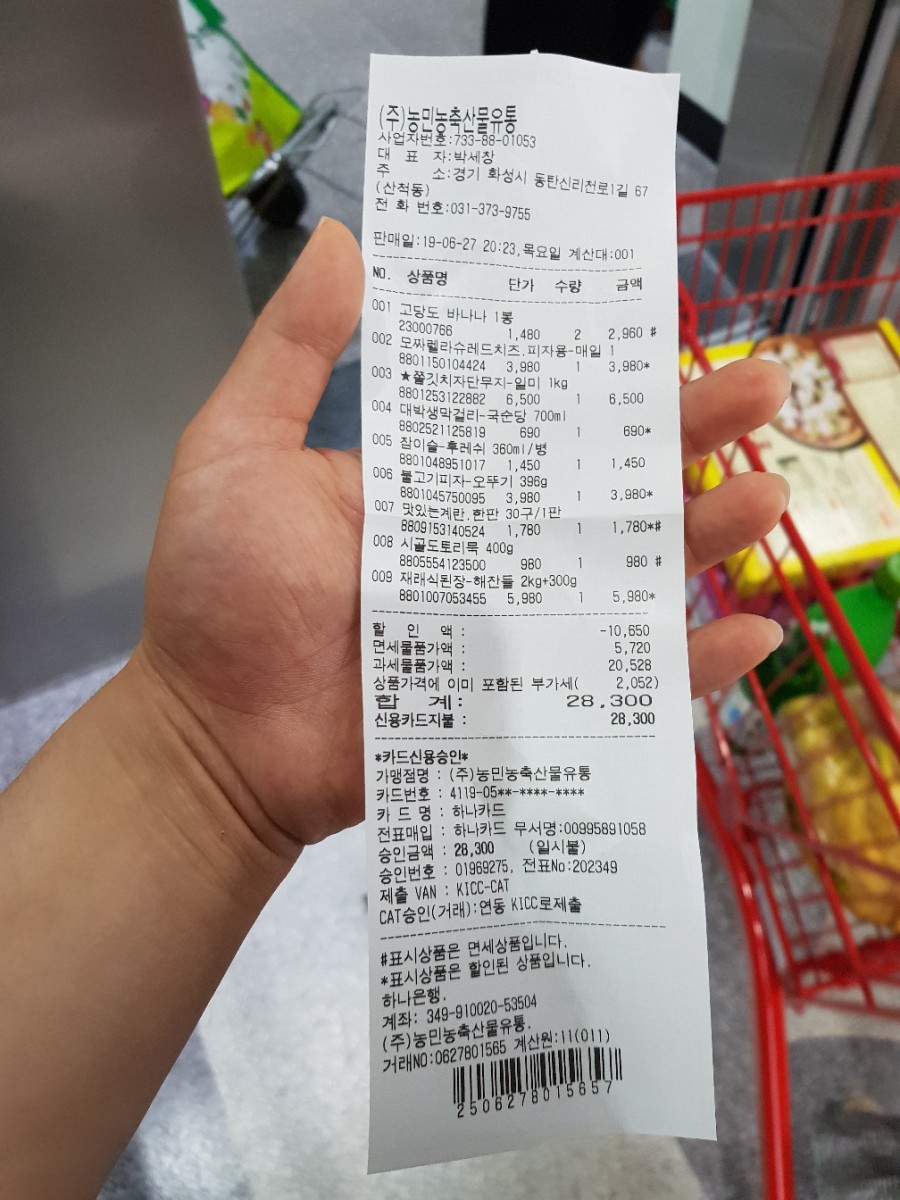 (주)농민농축산물유통
사업자번호:733-88-01053
대 표 자:박세창
주 소:경기 화성시 동탄신리천로1길 67
(산척동)
전 화 번호:031-373-9755
판매일:19-06-27 20:23,목요일 계산대:001
NO. 상품명 단가 수량 금액
001 고당도 바나나 1봉
23000766 1,480 2 2,960 #
002 모짜렐라슈레드치즈,피자용-매일 1
8801150104424 3,980 1 3,980*
003 ★쫄깃치자단무지-일미 1kg
8801253122882 6,500 1 6,500
004 대박생막걸리-국순당 700ml
8802521125819 690 1 690*
005 참이슬-후레쉬 360ml/병
8801048951017 1,450 1 1,450
006 불고기피자-오뚜기 396g
8801045750095 3,980 1 3,980*
007 맛있는계란,한판 30구/1판
8809153140524 1,780 1 1,780*#
008 시골도토리묵 400g
8805554123500 980 1 980 #
009 재래식된장-해찬들 2kg+300g
8801007053455 5,980 1 5,980*
할 인 액 : -10,650
면세물품가액 : 5,720
과세물품가액 : 20,528
상품가격에 이미 포함된 부가세( 2,052)
합 계: 28,300
신용카드지불 : 28,300
*카드신용승인*
가맹점명 : (주)농민농축산물유통
카드번호 : 4119-05**-****-****
카 드 명 : 하나카드
전표매입 : 하나카드 무서명:00995891058
승인금액 : 28,300 (일시불)
승인번호 : 01969275, 전표No:202349
제출 VAN : KICC-CAT
CAT승인(거래):연동 KICC로제출
#표시상품은 면세상품입니다.
*표시상품은 할인된 상품입니다.
하나은행.
계좌: 349-910020-53504
(주)농민농축산물유통.
거래NO:0627801565 계산원:11(011)
2506278015657